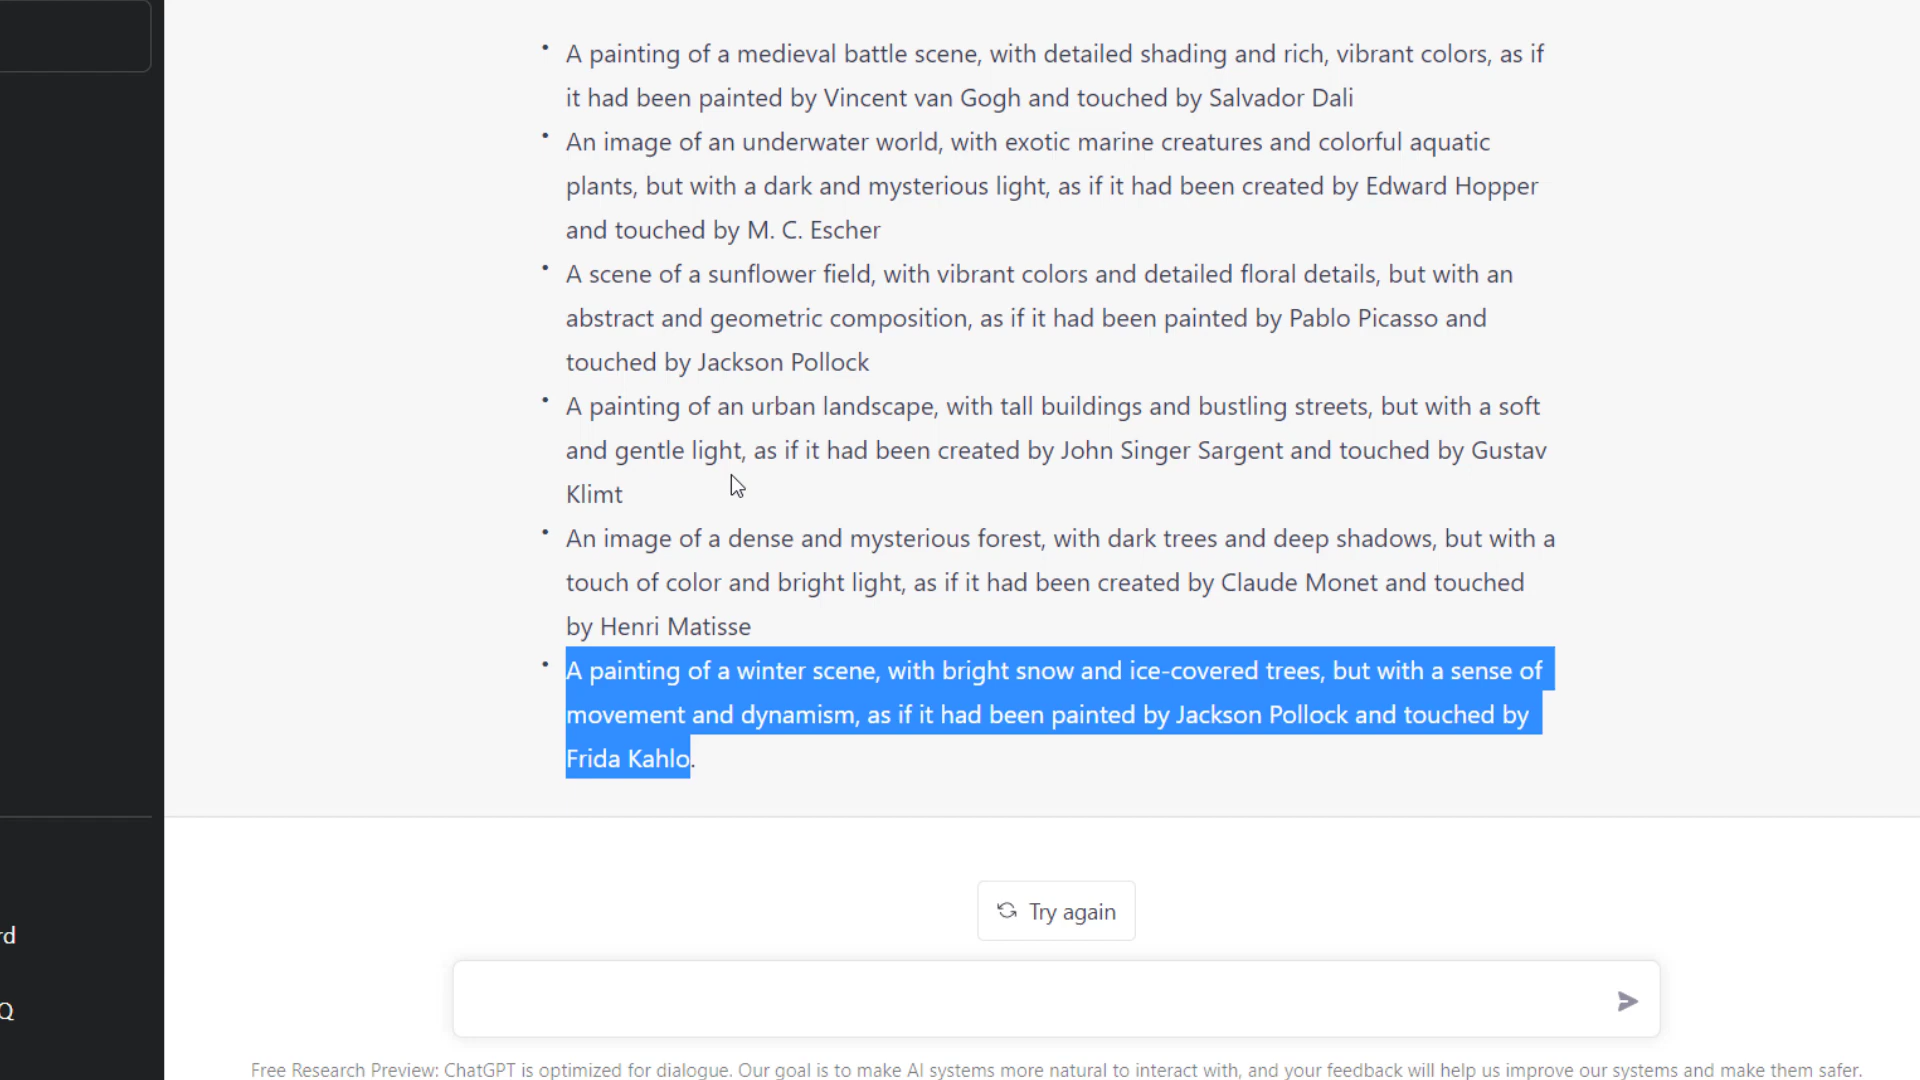 A painting of a medieval battle scene, with detailed shading and rich, vibrant colors, as if
it had been painted by Vincent van Gogh and touched by Salvador Dali
An image of an underwater world, with exotic marine creatures and colorful aquatic
plants, but with a dark and mysterious light, as if it had been created by Edward Hopper
and touched by M. C. Escher
A scene of a sunflower field, with vibrant colors and detailed floral details, but with an
abstract and geometric composition, as if it had been painted by Pablo Picasso and
touched by Jackson Pollock
A painting of an urban landscape, with tall buildings and bustling streets, but with a soft
and gentle light, as if it had been created by John Singer Sargent and touched by Gustav
Klimt
An image of a dense and mysterious forest, with dark trees and deep shadows, but with a
touch of color and bright light, as if it had been created by Claude Monet and touched
by Henri Matisse
A painting of a winter scene, with bright snow and ice-covered trees, but with a sense of
movement and dynamism, as if it had been painted by Jackson Pollock and touched by
Frida Kahlo.
Try again
rd
Q
Free Research Preview: ChatGPT is optimized for dialogue. Our goal is to make AI systems more natural to interact with, and your feedback will help us improve our systems and make them safer.